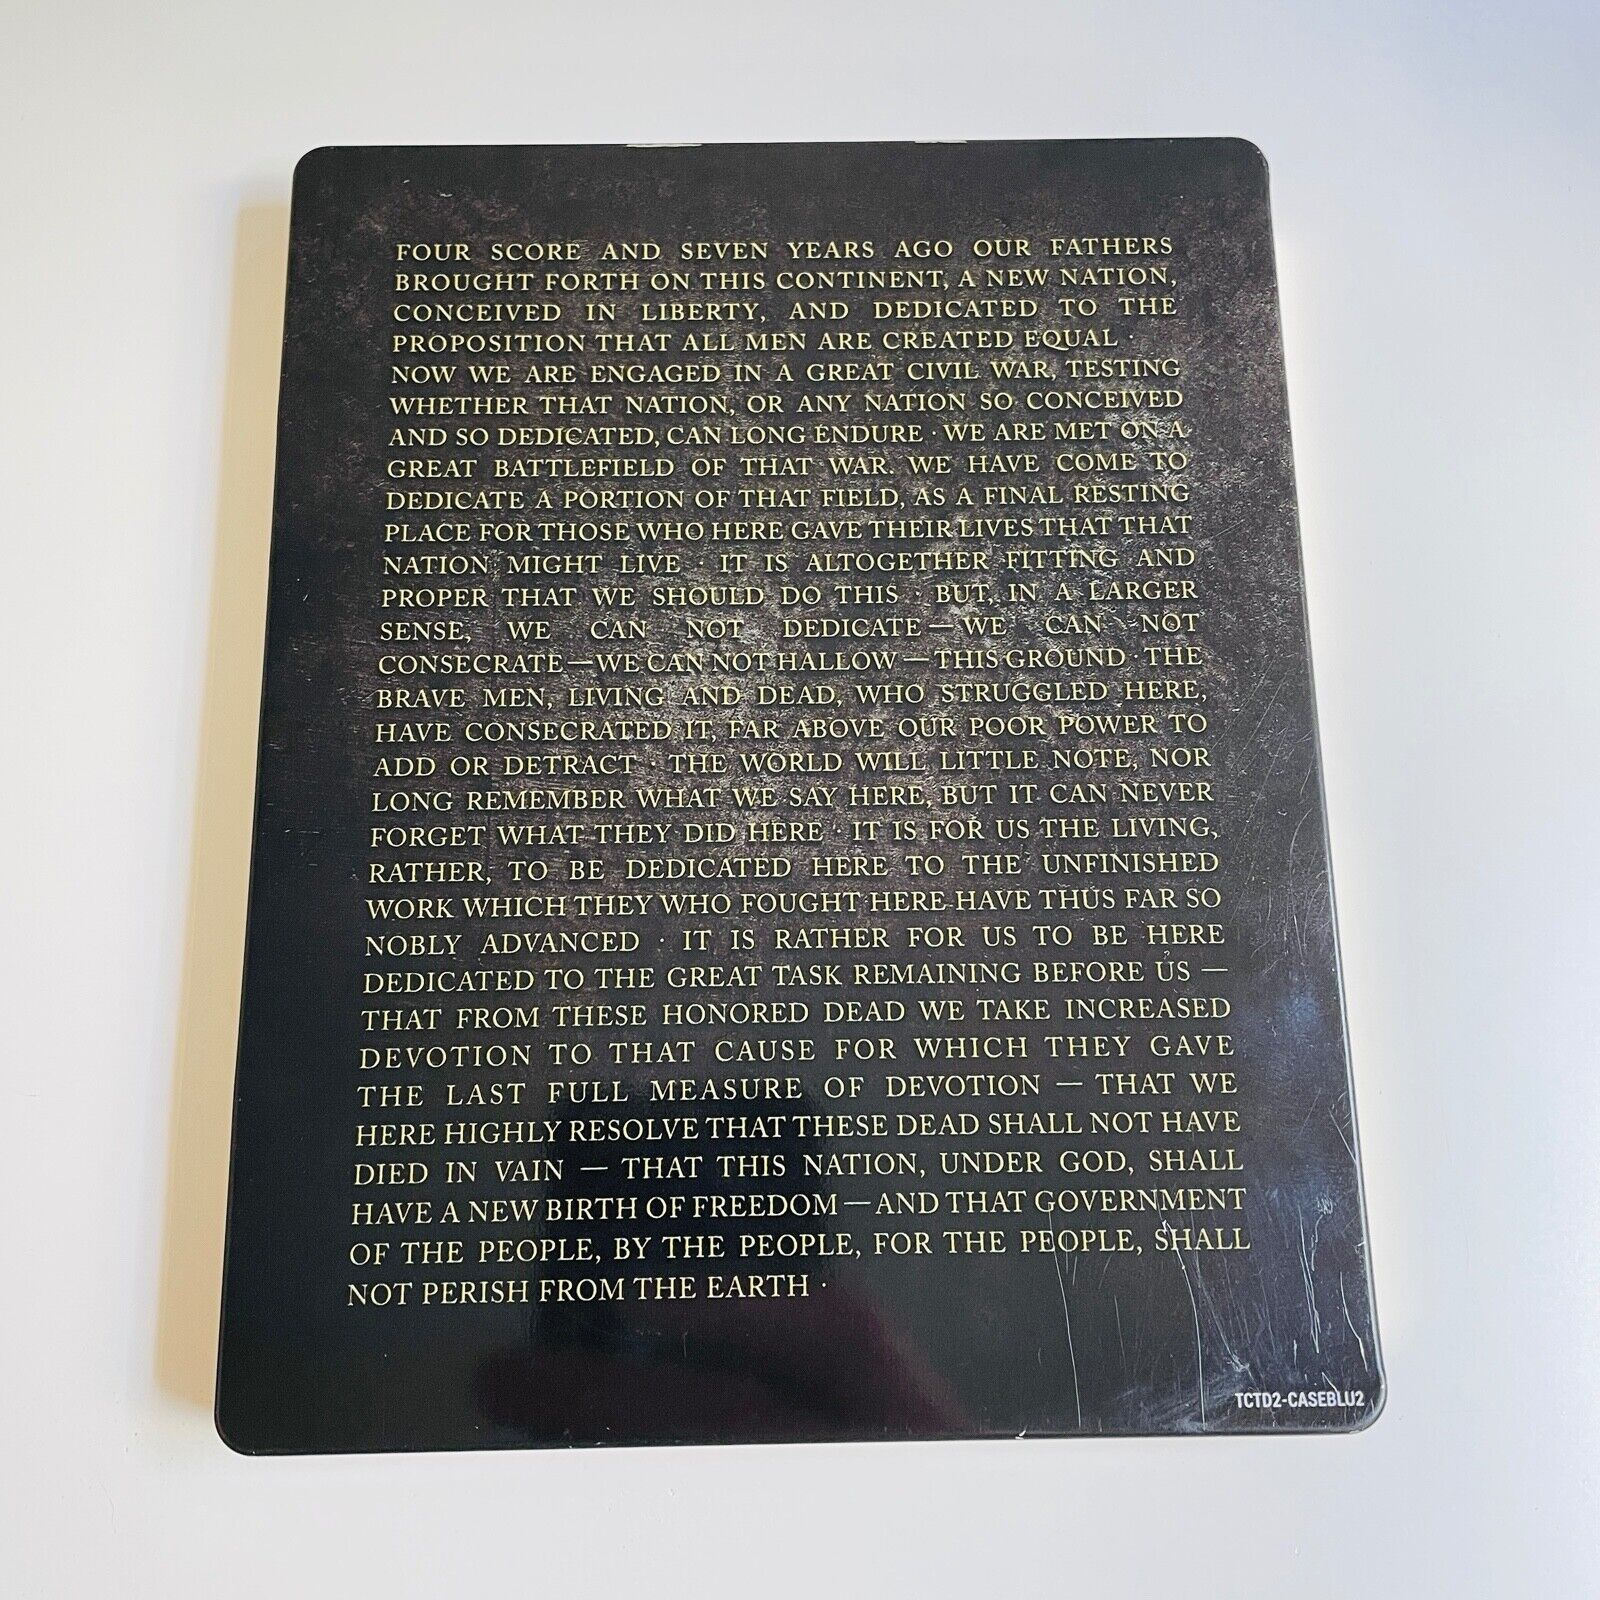 FOUR SCORE AND SEVEN YEARS AGO OUR FATHERS
BROUGHT FORTH ON THIS CONTINENT, A NEW NATION,
CONCEIVED IN LIBERTY, AND DEDICATED TO THE
PROPOSITION THAT ALL MEN ARE CREATED EQUAL ·
NOW WE ARE ENGAGED IN A GREAT CIVIL WAR, TESTING
WHETHER THAT NATION, OR ANY NATION SO CONCEIVED
AND SO DEDICATED, CAN LONG ENDURE · WE ARE MET ON A
GREAT BATTLEFIELD OF THAT WAR. WE HAVE COME TO
DEDICATE A PORTION OF THAT FIELD, AS A FINAL RESTING
PLACE FOR THOSE WHO HERE GAVE THEIR LIVES THAT THAT
NATION MIGHT LIVE · IT IS ALTOGETHER FITTING AND
PROPER THAT WE SHOULD DO THIS · BUT, IN A LARGER
SENSE, WE CAN NOT DEDICATE — WE CAN NOT
CONSECRATE — WE CAN NOT HALLOW — THIS GROUND · THE
BRAVE MEN, LIVING AND DEAD, WHO STRUGGLED HERE,
HAVE CONSECRATED IT, FAR ABOVE OUR POOR POWER TO
ADD OR DETRACT · THE WORLD WILL LITTLE NOTE, NOR
LONG REMEMBER WHAT WE SAY HERE, BUT IT CAN NEVER
FORGET WHAT THEY DID HERE · IT IS FOR US THE LIVING,
RATHER, TO BE DEDICATED HERE TO THE UNFINISHED
WORK WHICH THEY WHO FOUGHT HERE HAVE THUS FAR SO
NOBLY ADVANCED · IT IS RATHER FOR US TO BE HERE
DEDICATED TO THE GREAT TASK REMAINING BEFORE US —
THAT FROM THESE HONORED DEAD WE TAKE INCREASED
DEVOTION TO THAT CAUSE FOR WHICH THEY GAVE
THE LAST FULL MEASURE OF DEVOTION — THAT WE
HERE HIGHLY RESOLVE THAT THESE DEAD SHALL NOT HAVE
DIED IN VAIN — THAT THIS NATION, UNDER GOD, SHALL
HAVE A NEW BIRTH OF FREEDOM — AND THAT GOVERNMENT
OF THE PEOPLE, BY THE PEOPLE, FOR THE PEOPLE, SHALL
NOT PERISH FROM THE EARTH ·
TCTD2-CASEBLU2